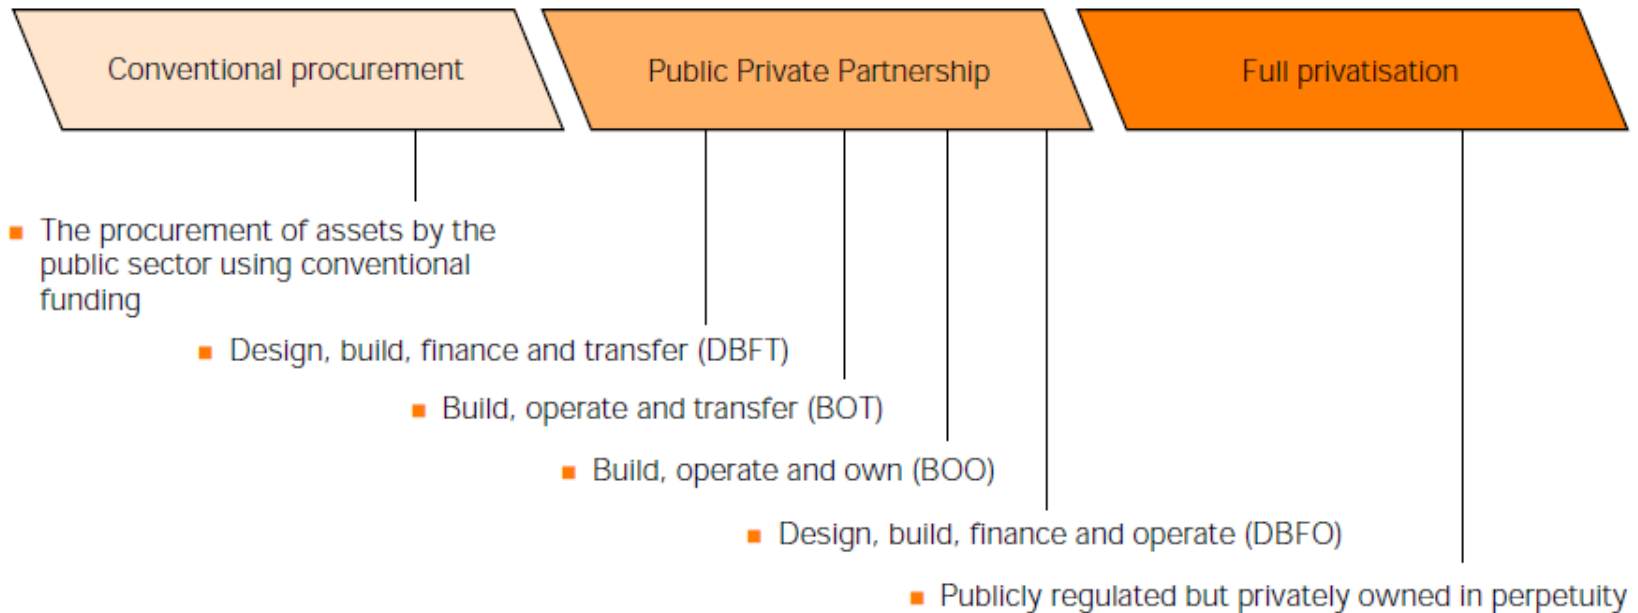 Conventional procurement
Public Private Partnership
Full privatisation
The procurement of assets by the
public sector using conventional
funding
Design, build, finance and transfer (DBFT)
Build, operate and transfer (BOT)
Build, operate and own (BOO)
Design, build, finance and operate (DBFO)
Publicly regulated but privately owned in perpetuity